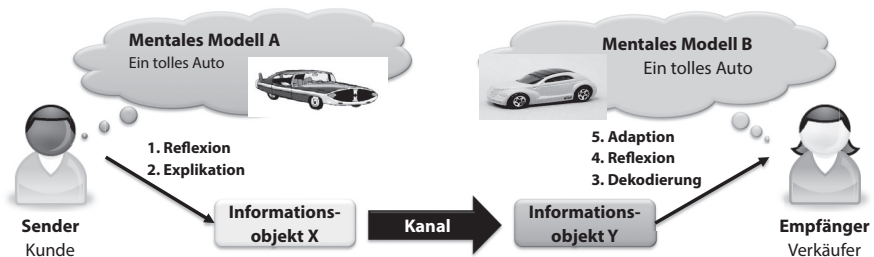 Mentales Modell A
Ein tolles Auto
Mentales Modell B
Ein tolles Auto
1. Reflexion
2. Explikation
5. Adaption
4. Reflexion
3. Dekodierung
Sender
Kunde
Informations-
objekt X
Kanal
Informations-
objekt Y
Empfänger
Verkäufer